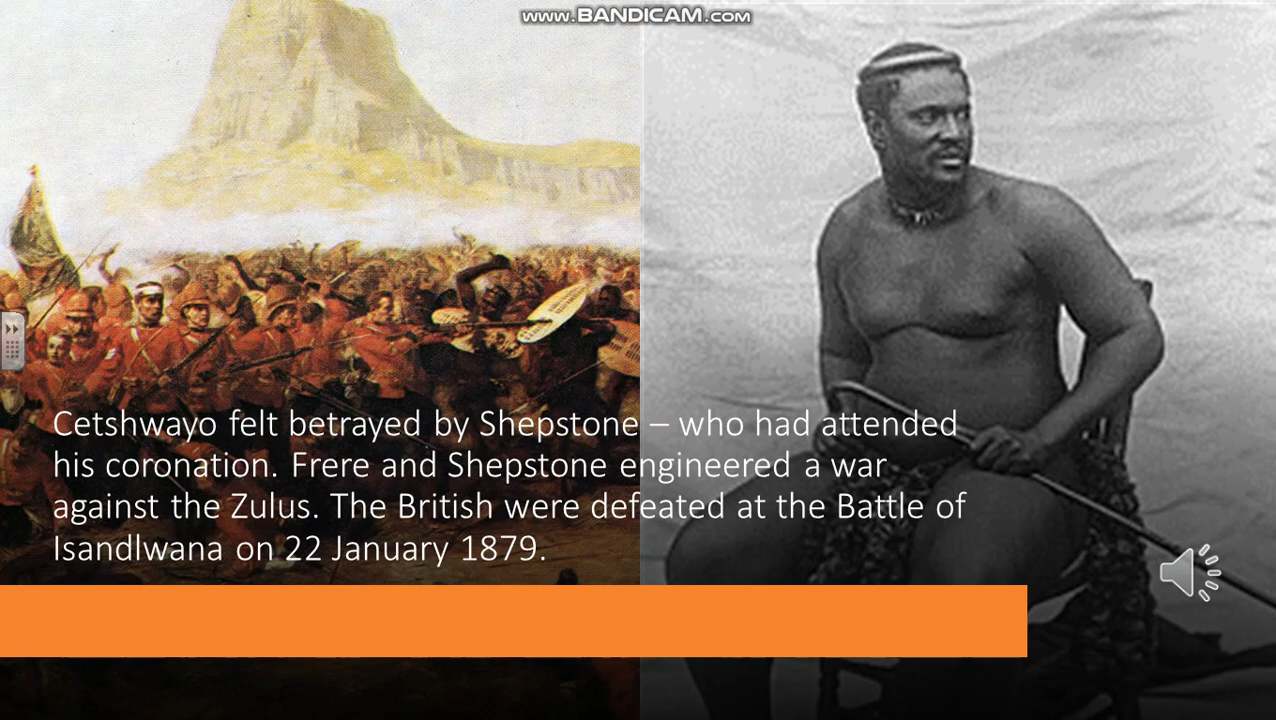 www.BANDICAM.com
Cetshwayo felt betrayed by Shepstone – who had attended
his coronation. Frere and Shepstone engineered a war
against the Zulus. The British were defeated at the Battle of
Isandlwana on 22 January 1879.